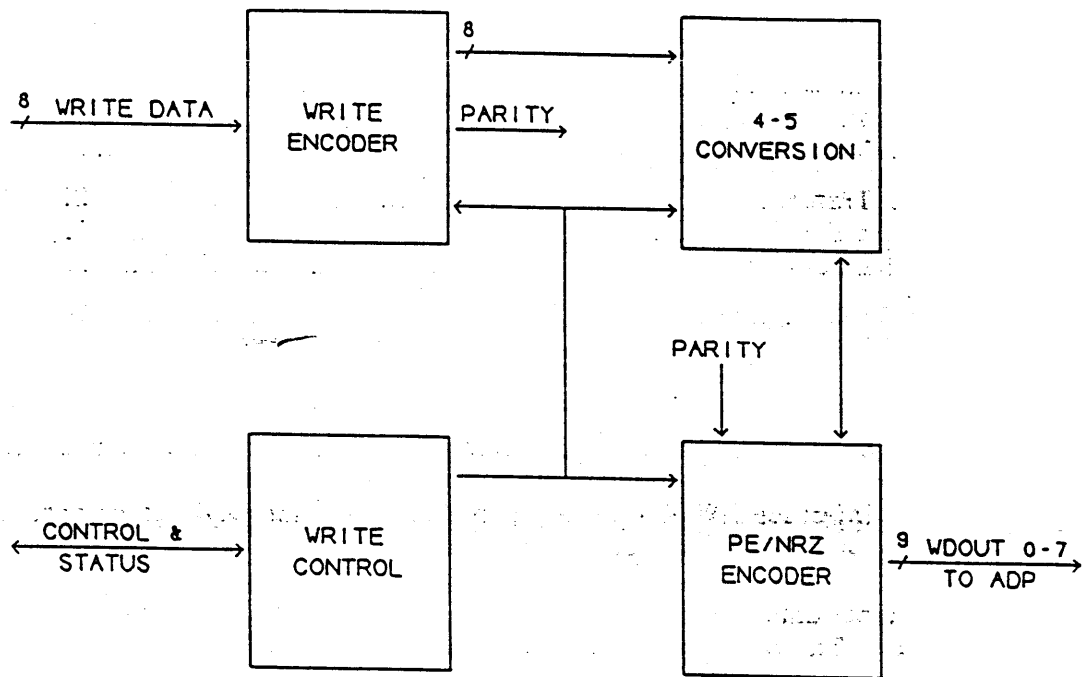 8
8 WRITE DATA
WRITE
ENCODER
PARITY
4-5
CONVERSION
PARITY
CONTROL &
STATUS
WRITE
CONTROL
PE/NRZ
ENCODER
9 WDOUT 0-7
TO ADP